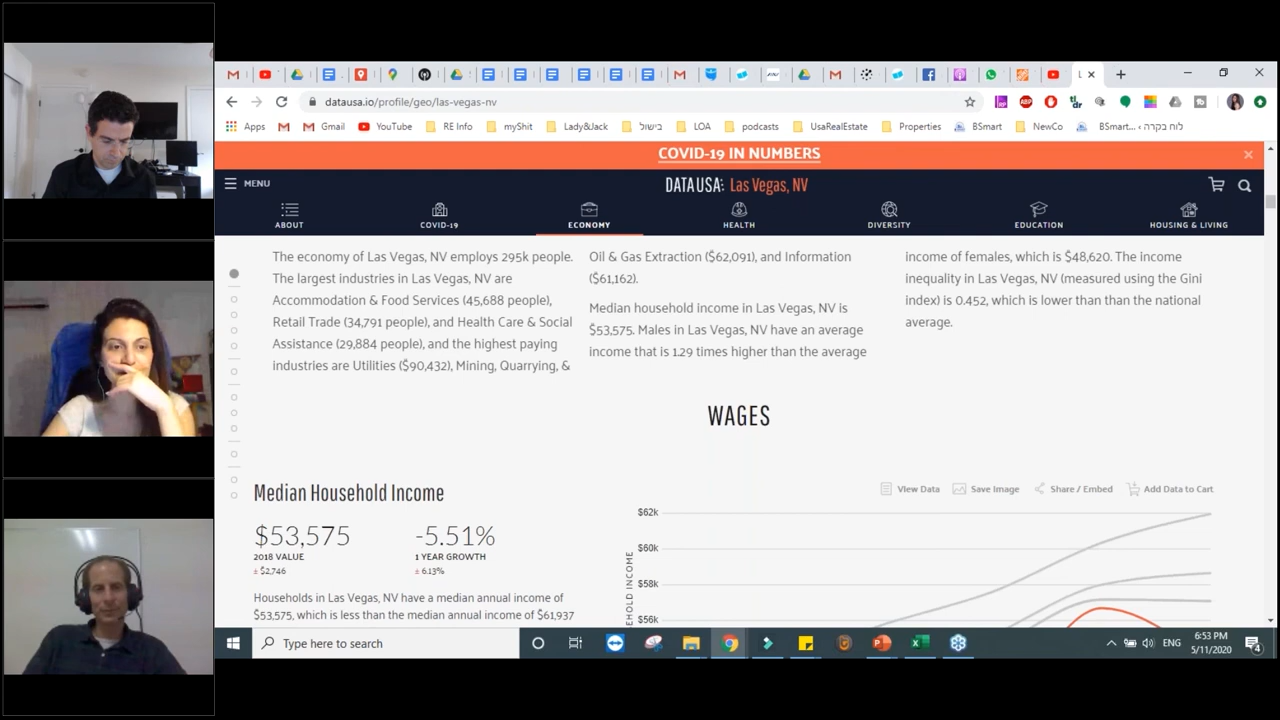 L
datausa.io/profile/geo/las-vegas-nv
Apps
Gmail
YouTube
RE Info
myShit
Lady&Jack
בישול
LOA
podcasts
UsaRealEstate
Properties
BSmart
NewCo
BSmart... › לוח בקרה
COVID-19 IN NUMBERS
MENU
DATAUSA: Las Vegas, NV
ABOUT
COVID-19
ECONOMY
HEALTH
DIVERSITY
EDUCATION
HOUSING & LIVING
The economy of Las Vegas, NV employs 295k people.
The largest industries in Las Vegas, NV are
Accommodation & Food Services (45,688 people),
Retail Trade (34,791 people), and Health Care & Social
Assistance (29,884 people), and the highest paying
industries are Utilities ($90,432), Mining, Quarrying, &
Oil & Gas Extraction ($62,091), and Information
($61,162).
Median household income in Las Vegas, NV is
$53,575. Males in Las Vegas, NV have an average
income that is 1.29 times higher than the average
income of females, which is $48,620. The income
inequality in Las Vegas, NV (measured using the Gini
index) is 0.452, which is lower than than the national
average.
WAGES
Median Household Income
View Data
Save Image
Share / Embed
Add Data to Cart
$53,575
2018 VALUE
± $2,746
-5.51%
1 YEAR GROWTH
± 6.13%
Households in Las Vegas, NV have a median annual income of
$53,575, which is less than the median annual income of $61,937
$62k
$60k
$58k
$56k
EHOLD INCOME
Type here to search
ENG
6:53 PM
5/11/2020
4